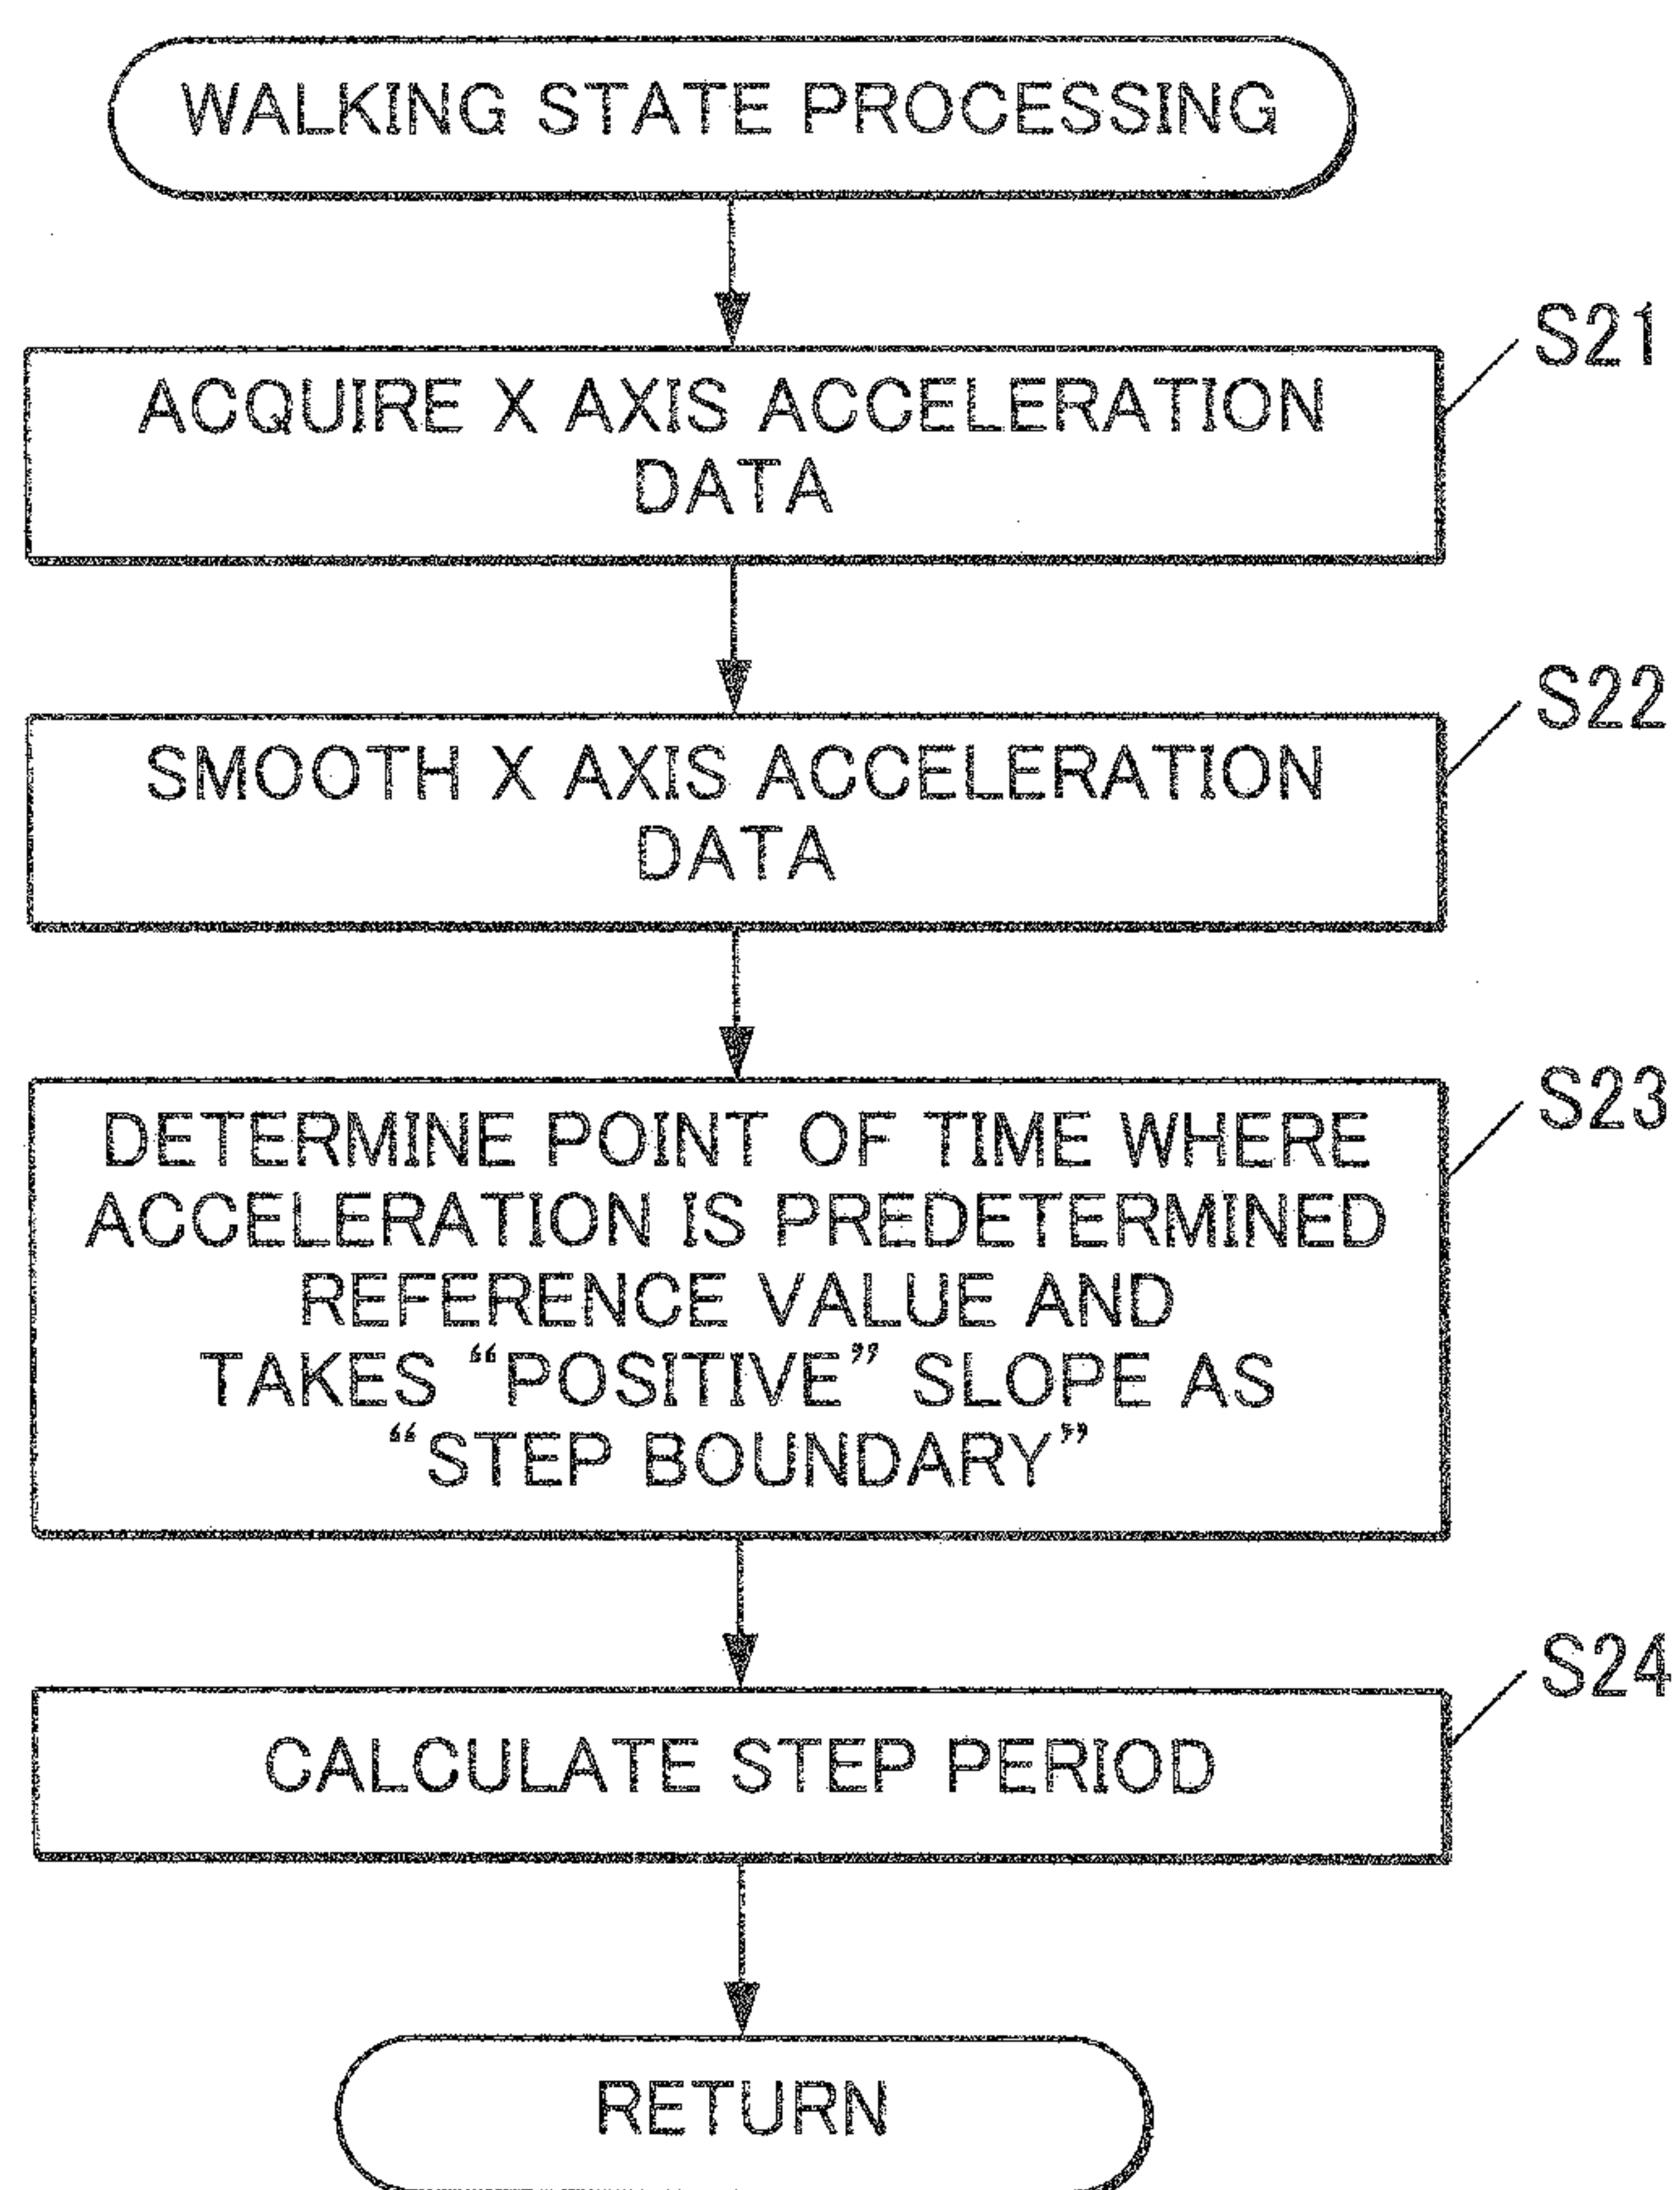 WALKING STATE PROCESSING
S21
ACQUIRE X AXIS ACCELERATION
DATA
S22
SMOOTH X AXIS ACCELERATION
DATA
S23
DETERMINE POINT OF TIME WHERE
ACCELERATION IS PREDETERMINED
REFERENCE VALUE AND
TAKES “POSITIVE” SLOPE AS
“STEP BOUNDARY”
S24
CALCULATE STEP PERIOD
RETURN